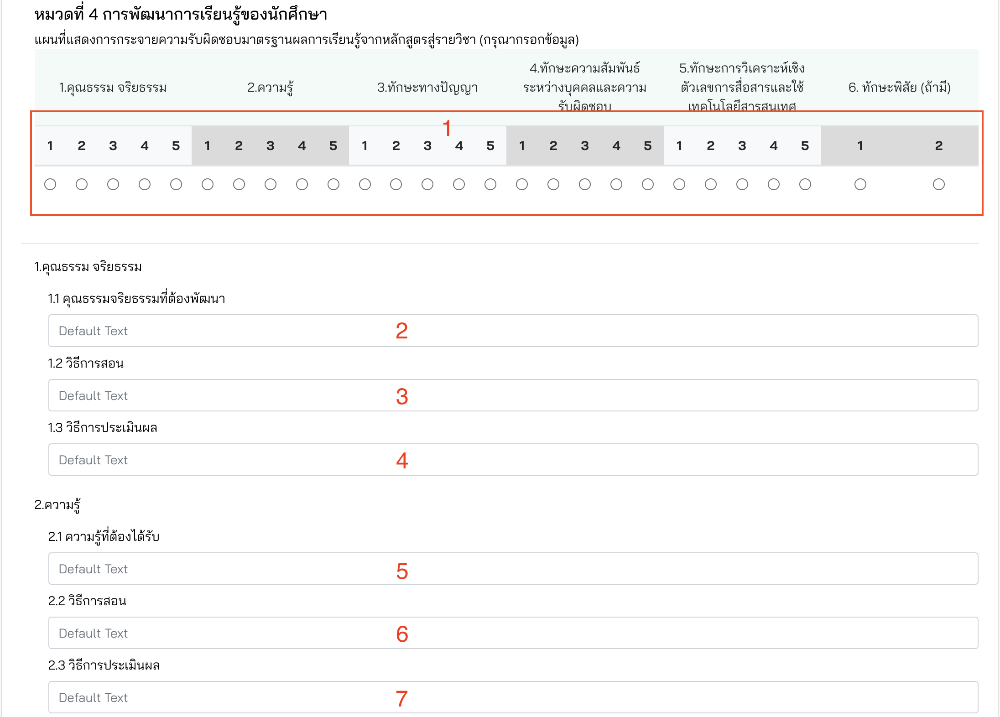 หมวดที่ 4 การพัฒนาการเรียนรู้ของนักศึกษา
แผนที่แสดงการกระจายความรับผิดชอบมาตรฐานผลการเรียนรู้จากหลักสูตรสู่รายวิชา (กรุณากรอกข้อมูล)
1.คุณธรรม จริยธรรม
2.ความรู้
3.ทักษะทางปัญญา
4.ทักษะความสัมพันธ์
ระหว่างบุคคลและความ
รับผิดชอบ
5.ทักษะการวิเคราะห์เชิง
ตัวเลขการสื่อสารและใช้
เทคโนโลยีสารสนเทศ
6. ทักษะพิสัย (ถ้ามี)
1
1 2 3 4 5 1 2 3 4 5 1 2 3 4 5 1 2 3 4 5 1 2 3 4 5 1 2
1.คุณธรรม จริยธรรม
1.1 คุณธรรมจริยธรรมที่ต้องพัฒนา
Default Text 2
1.2 วิธีการสอน
Default Text 3
1.3 วิธีการประเมินผล
Default Text 4
2.ความรู้
2.1 ความรู้ที่ต้องได้รับ
Default Text 5
2.2 วิธีการสอน
Default Text 6
2.3 วิธีการประเมินผล
Default Text 7